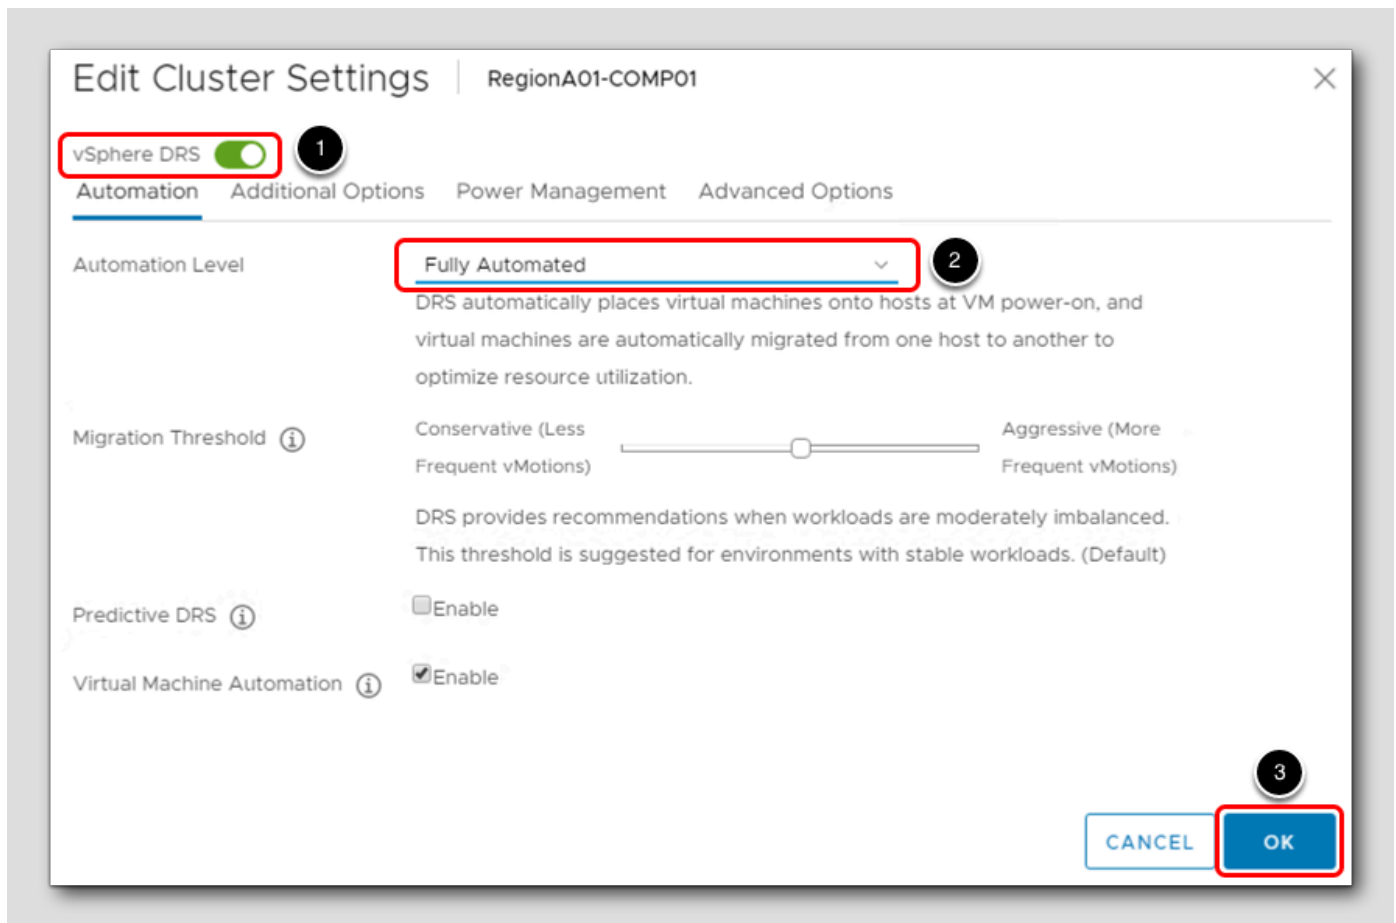 Edit Cluster Settings RegionA01-COMP01
vSphere DRS 1
Automation Additional Options Power Management Advanced Options
Automation Level Fully Automated 2
DRS automatically places virtual machines onto hosts at VM power-on, and
virtual machines are automatically migrated from one host to another to
optimize resource utilization.
Migration Threshold Conservative (Less
Frequent vMotions)
Aggressive (More
Frequent vMotions)
DRS provides recommendations when workloads are moderately imbalanced.
This threshold is suggested for environments with stable workloads. (Default)
Predictive DRS Enable
Virtual Machine Automation Enable
3
CANCEL OK